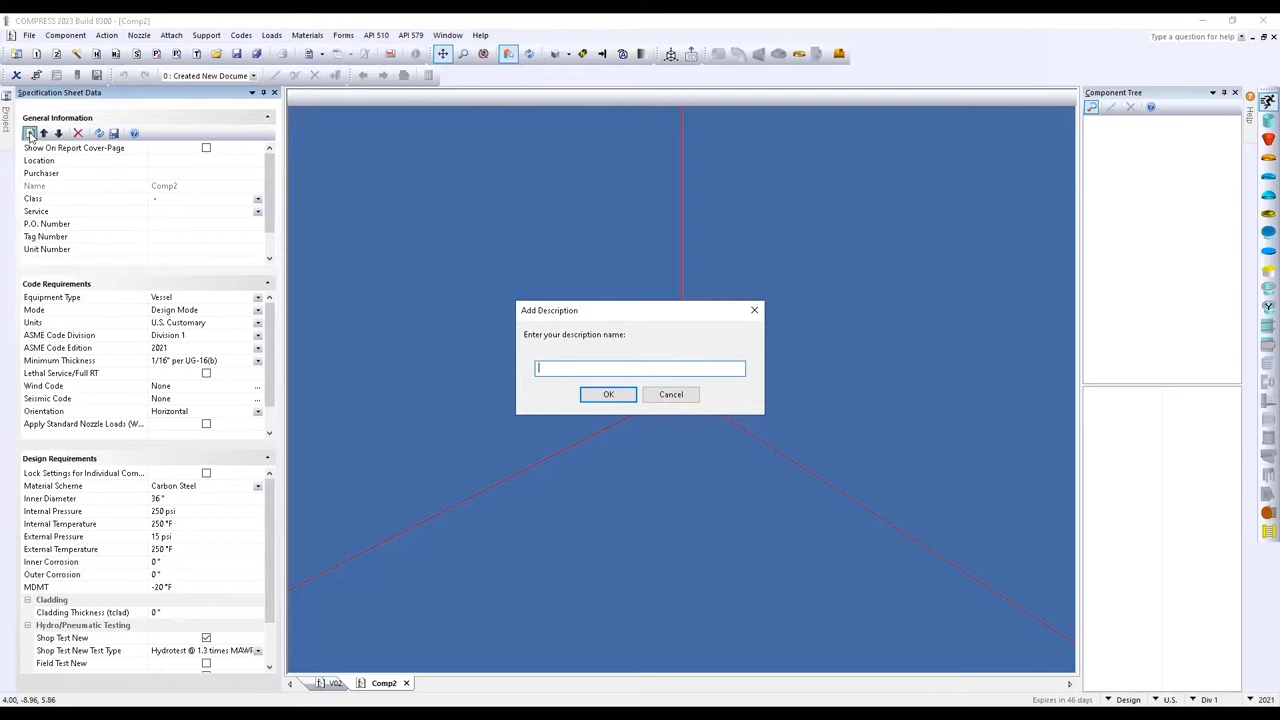 COMPRESS 2023 Build 8300 - [Comp2]
File Component Action Nozzle Attach Support Codes Loads Materials Forms API 510 API 579 Window Help
Type a question for help
0 : Created New Docume
Specification Sheet Data
Component Tree
Project
Help
General Information
Show On Report Cover-Page
Location
Purchaser
Name Comp2
Class -
Service
P.O. Number
Tag Number
Unit Number
Code Requirements
Equipment Type Vessel
Mode Design Mode
Units U.S. Customary
ASME Code Division Division 1
ASME Code Edition 2021
Minimum Thickness 1/16" per UG-16(b)
Lethal Service/Full RT
Wind Code None ...
Seismic Code None ...
Orientation Horizontal
Apply Standard Nozzle Loads (W...
Design Requirements
Lock Settings for Individual Com...
Material Scheme Carbon Steel
Inner Diameter 36 "
Internal Pressure 250 psi
Internal Temperature 250 °F
External Pressure 15 psi
External Temperature 250 °F
Inner Corrosion 0 "
Outer Corrosion 0 "
MDMT -20 °F
Cladding
Cladding Thickness (tclad) 0 "
Hydro/Pneumatic Testing
Shop Test New
Shop Test New Test Type Hydrotest @ 1.3 times MAWP
Field Test New
Add Description
Enter your description name:
OK Cancel
V02 Comp2
4.00, -8.96, 5.86
Expires in 46 days Design U.S. Div 1 2021